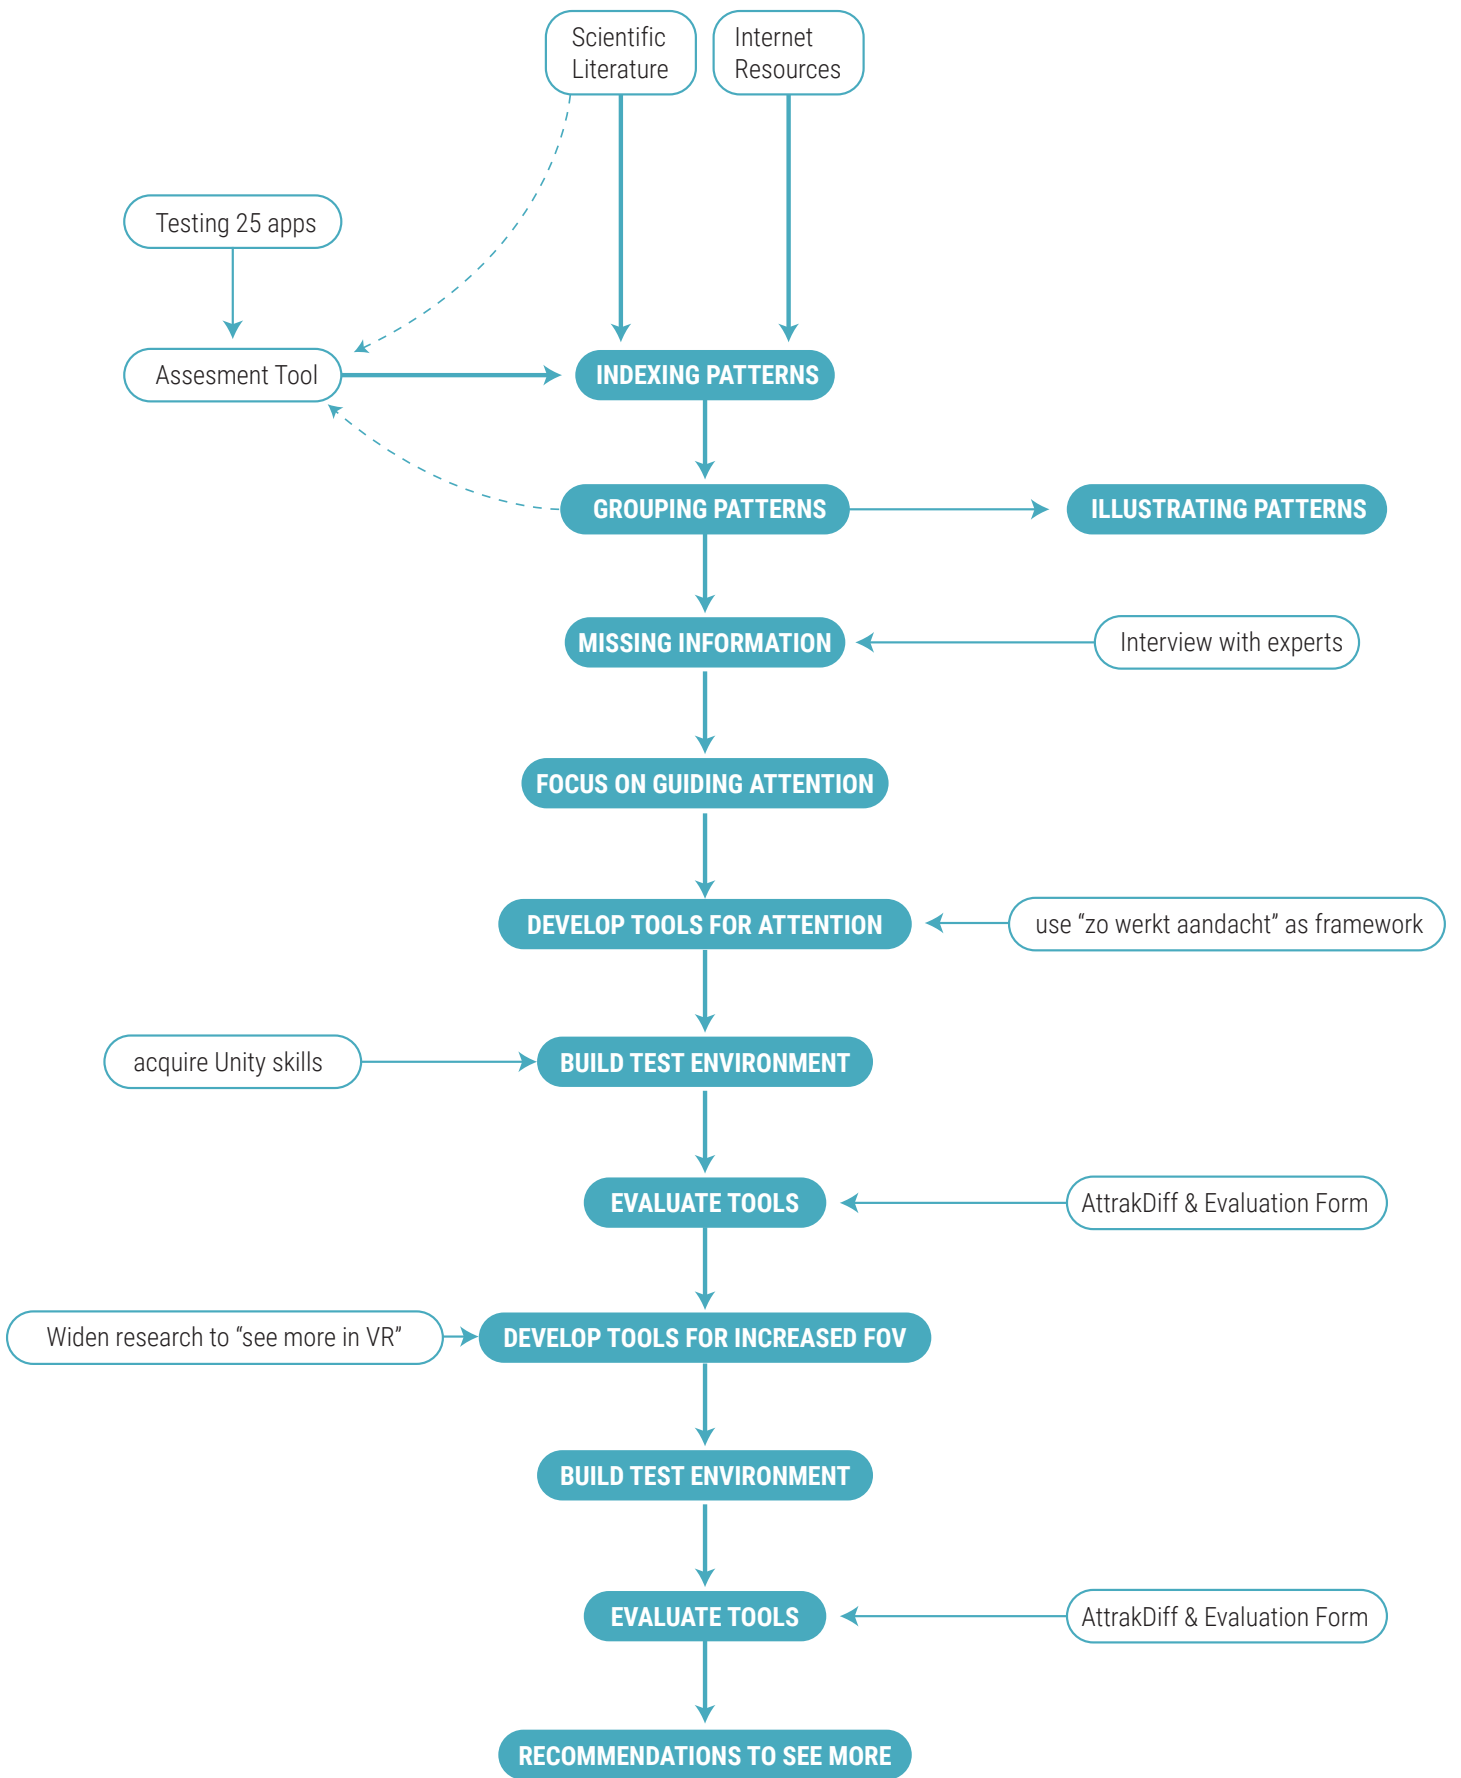 Scientific
Literature
Internet
Resources
Testing 25 apps
Assesment Tool
INDEXING PATTERNS
GROUPING PATTERNS
ILLUSTRATING PATTERNS
MISSING INFORMATION
Interview with experts
FOCUS ON GUIDING ATTENTION
DEVELOP TOOLS FOR ATTENTION
use “zo werkt aandacht” as framework
acquire Unity skills
BUILD TEST ENVIRONMENT
EVALUATE TOOLS
AttrakDiff & Evaluation Form
Widen research to “see more in VR”
DEVELOP TOOLS FOR INCREASED FOV
BUILD TEST ENVIRONMENT
EVALUATE TOOLS
AttrakDiff & Evaluation Form
RECOMMENDATIONS TO SEE MORE